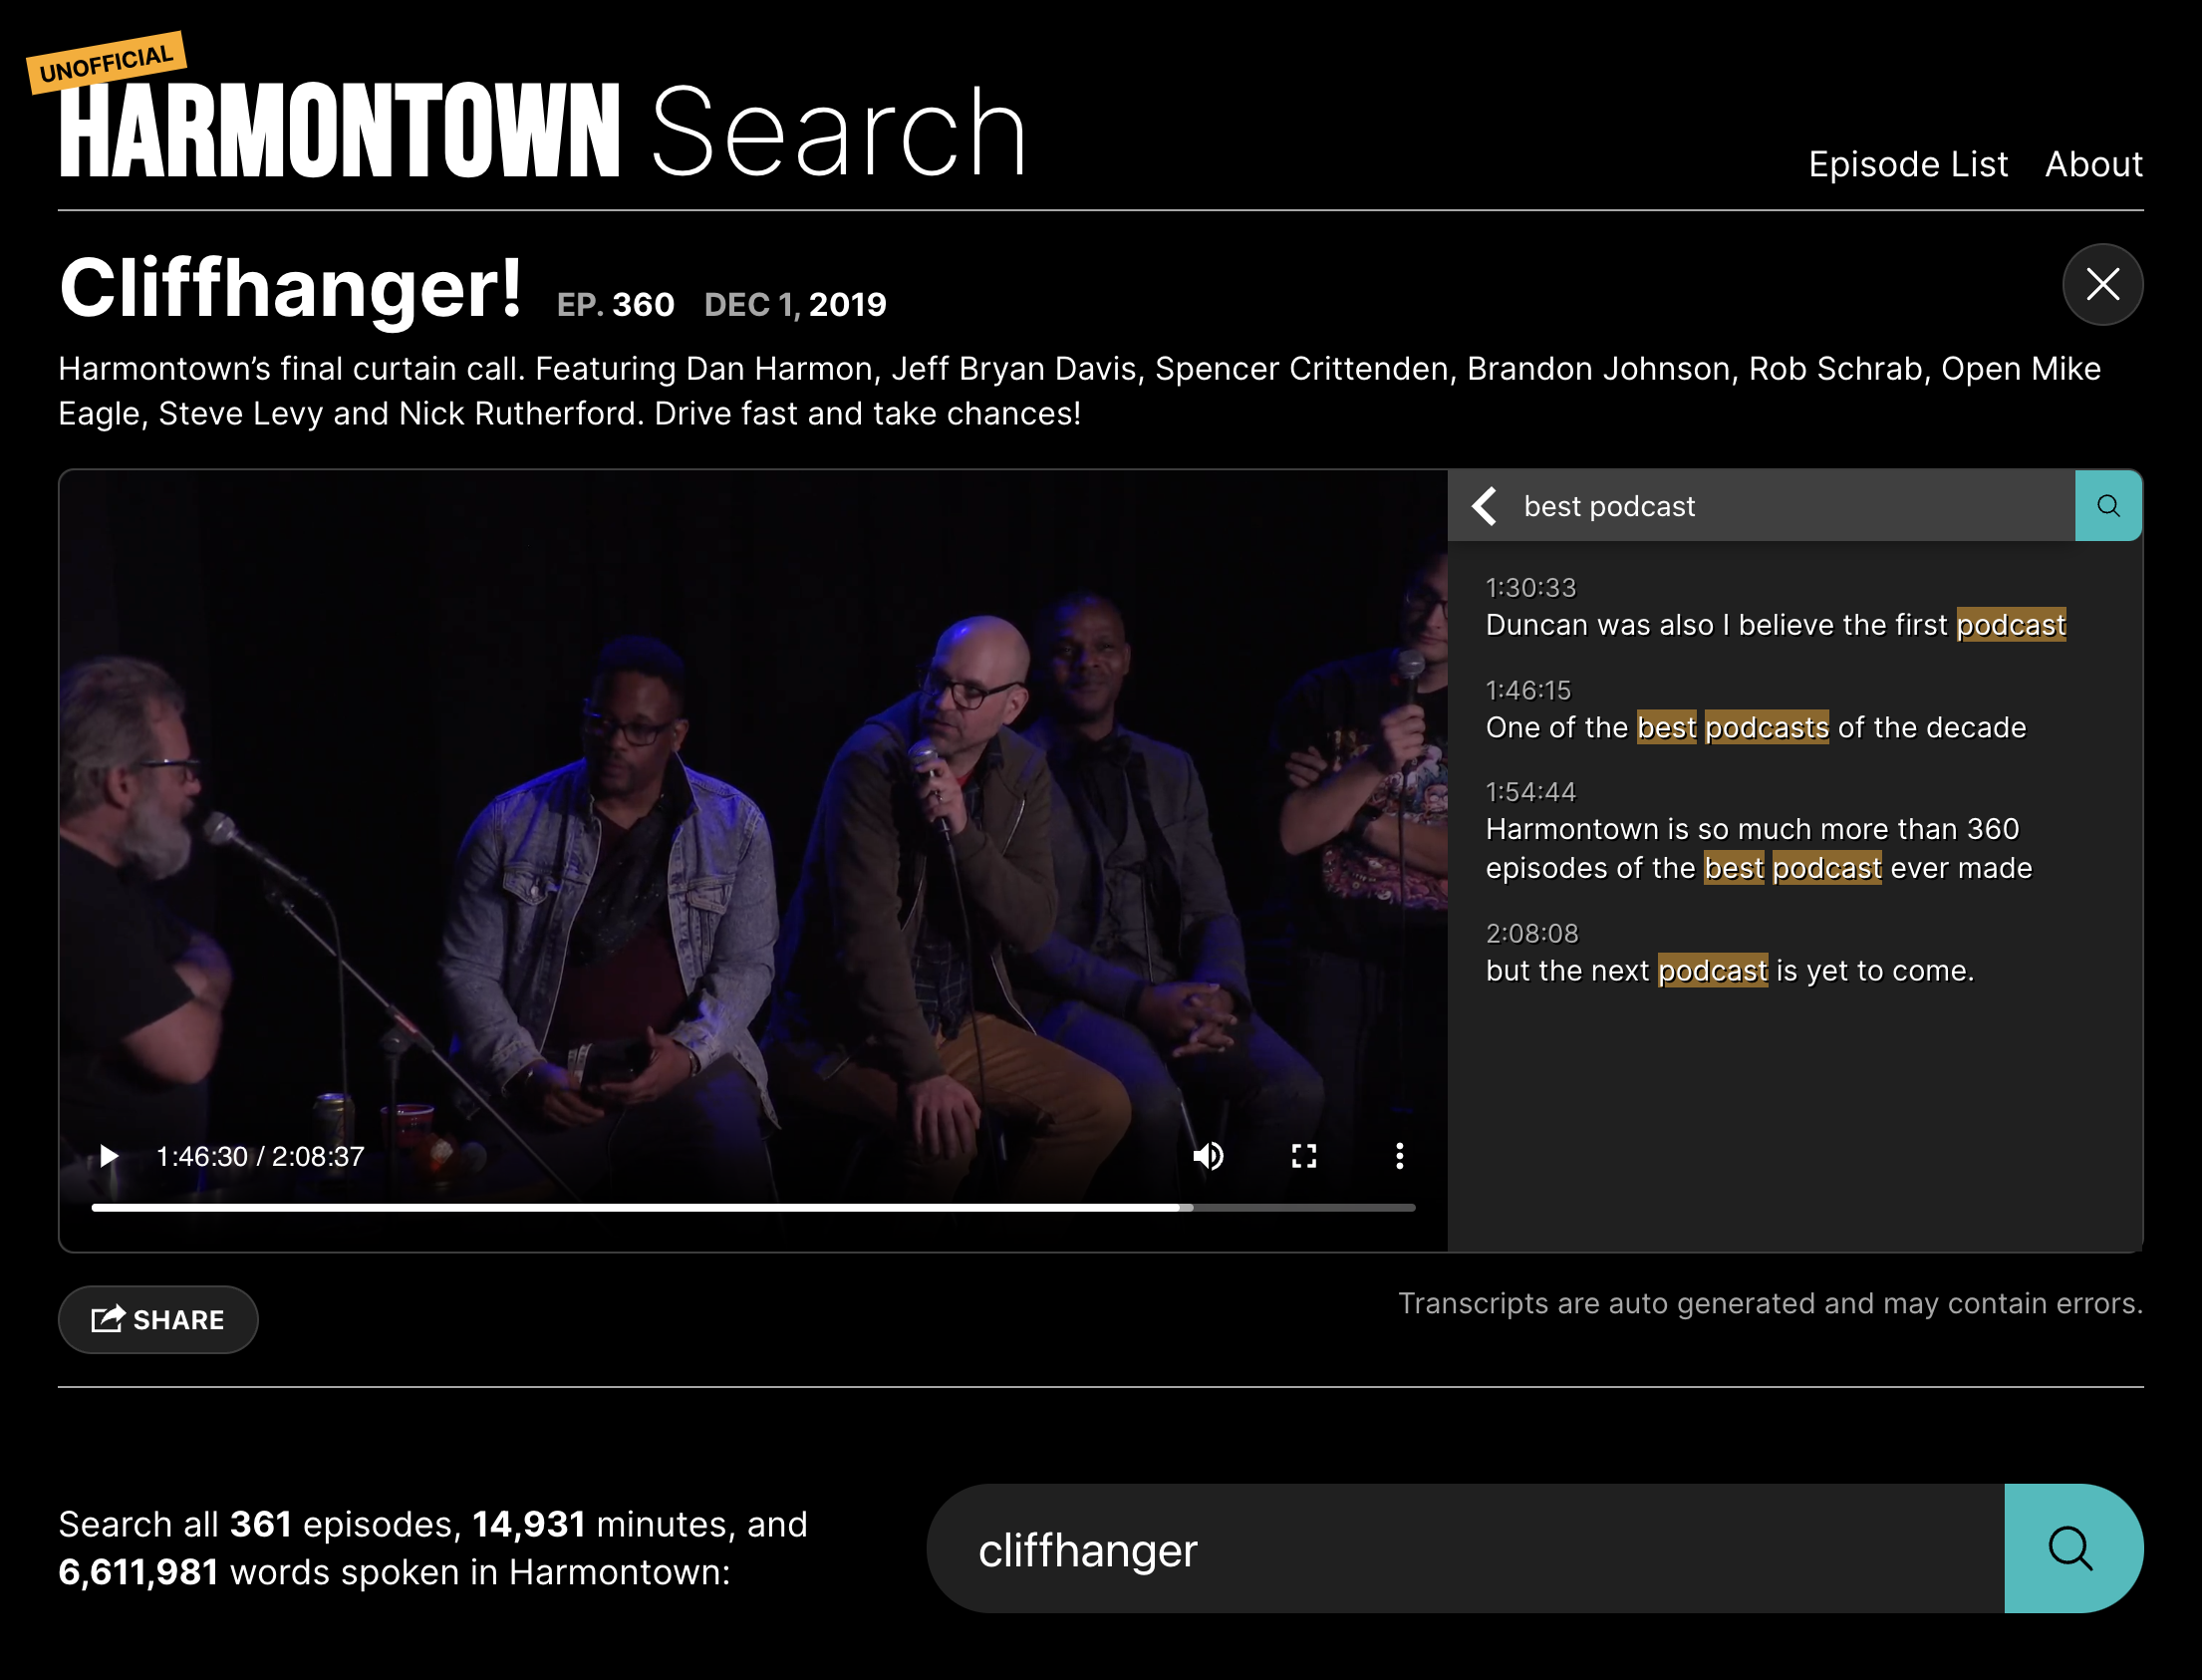 UNOFFICIAL
HARMONTOWN Search
Episode List About
Cliffhanger! EP. 360 DEC 1, 2019
Harmontown’s final curtain call. Featuring Dan Harmon, Jeff Bryan Davis, Spencer Crittenden, Brandon Johnson, Rob Schrab, Open Mike
Eagle, Steve Levy and Nick Rutherford. Drive fast and take chances!
best podcast
1:30:33
Duncan was also I believe the first podcast
1:46:15
One of the best podcasts of the decade
1:54:44
Harmontown is so much more than 360
episodes of the best podcast ever made
2:08:08
but the next podcast is yet to come.
1:46:30 / 2:08:37
SHARE
Transcripts are auto generated and may contain errors.
Search all 361 episodes, 14,931 minutes, and
6,611,981 words spoken in Harmontown:
cliffhanger